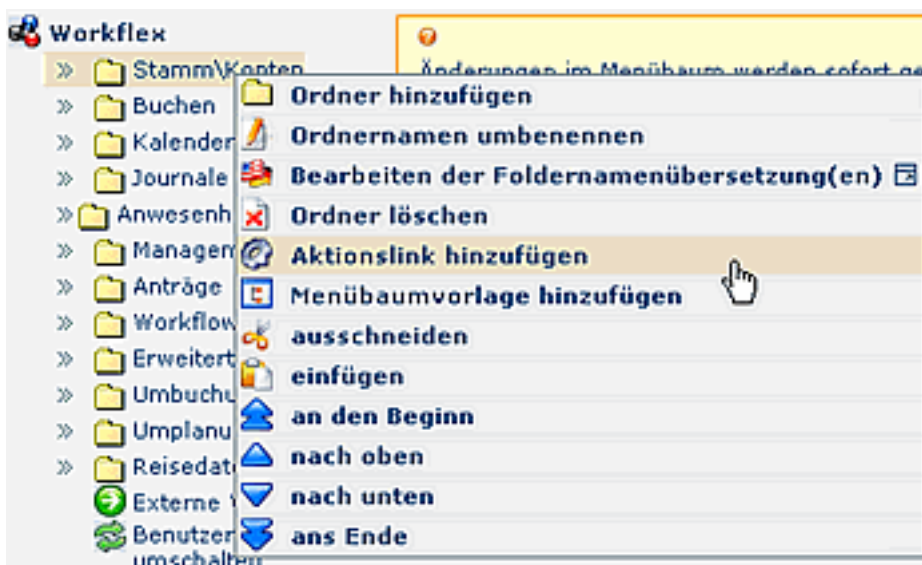 Workflex
Stamm\Konten
Änderungen im Menübaum werden sofort
Buchen
Kalender
Journale
Anwesenh
Managem
Anträge
Workflow
Erweitert
Umbuchu
Umplanu
Reisedat
Externe
Benutzer
umschalten
Ordner hinzufügen
Ordnernamen umbenennen
Bearbeiten der Foldernamenübersetzung(en)
Ordner löschen
Aktionslink hinzufügen
Menübaumvorlage hinzufügen
ausschneiden
einfügen
an den Beginn
nach oben
nach unten
ans Ende